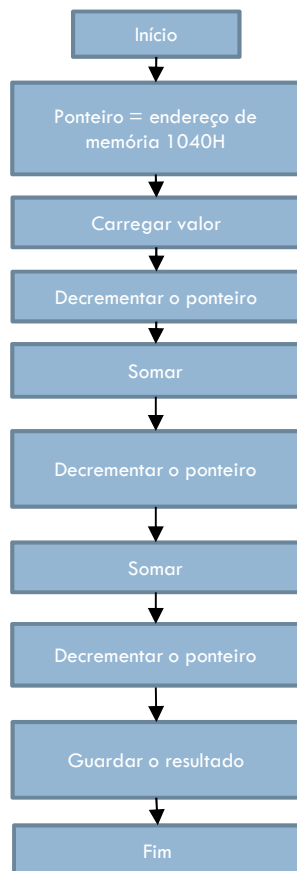 Início
Ponteiro = endereço de
memória 1040H
Carregar valor
Decrementar o ponteiro
Somar
Decrementar o ponteiro
Somar
Decrementar o ponteiro
Guardar o resultado
Fim